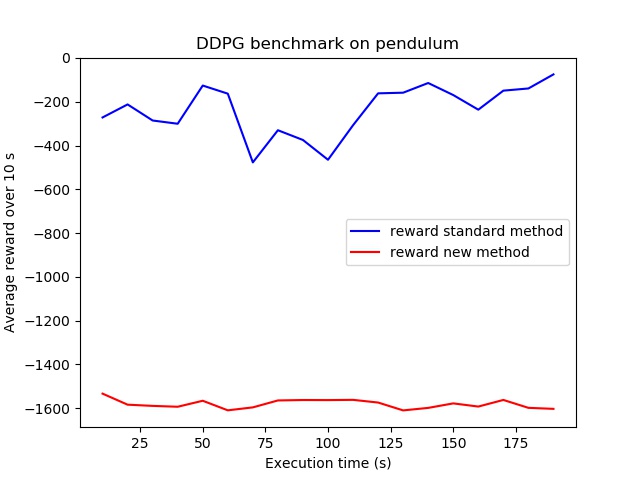 DDPG benchmark on pendulum
0
−200
−400
−600
−800
−1000
−1200
−1400
−1600
Average reward over 10 s
reward standard method
reward new method
25 50 75 100 125 150 175
Execution time (s)